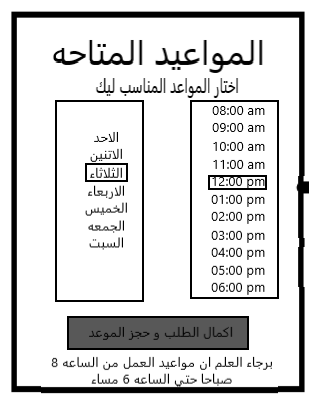 المواعيد المتاحه
اختار المواعد المناسب ليك
الاحد
الاتنين
الثلاثاء
الاربعاء
الخميس
الجمعه
السبت
08:00 am
09:00 am
10:00 am
11:00 am
12:00 pm
01:00 pm
02:00 pm
03:00 pm
04:00 pm
05:00 pm
06:00 pm
اكمال الطلب و حجز الموعد
برجاء العلم ان مواعيد العمل من الساعه 8
صباحا حتي الساعه 6 مساء